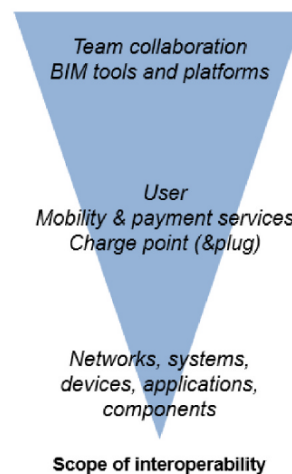 Team collaboration
BIM tools and platforms
User
Mobility & payment services
Charge point (&plug)
Networks, systems,
devices, applications,
components
Scope of interoperability